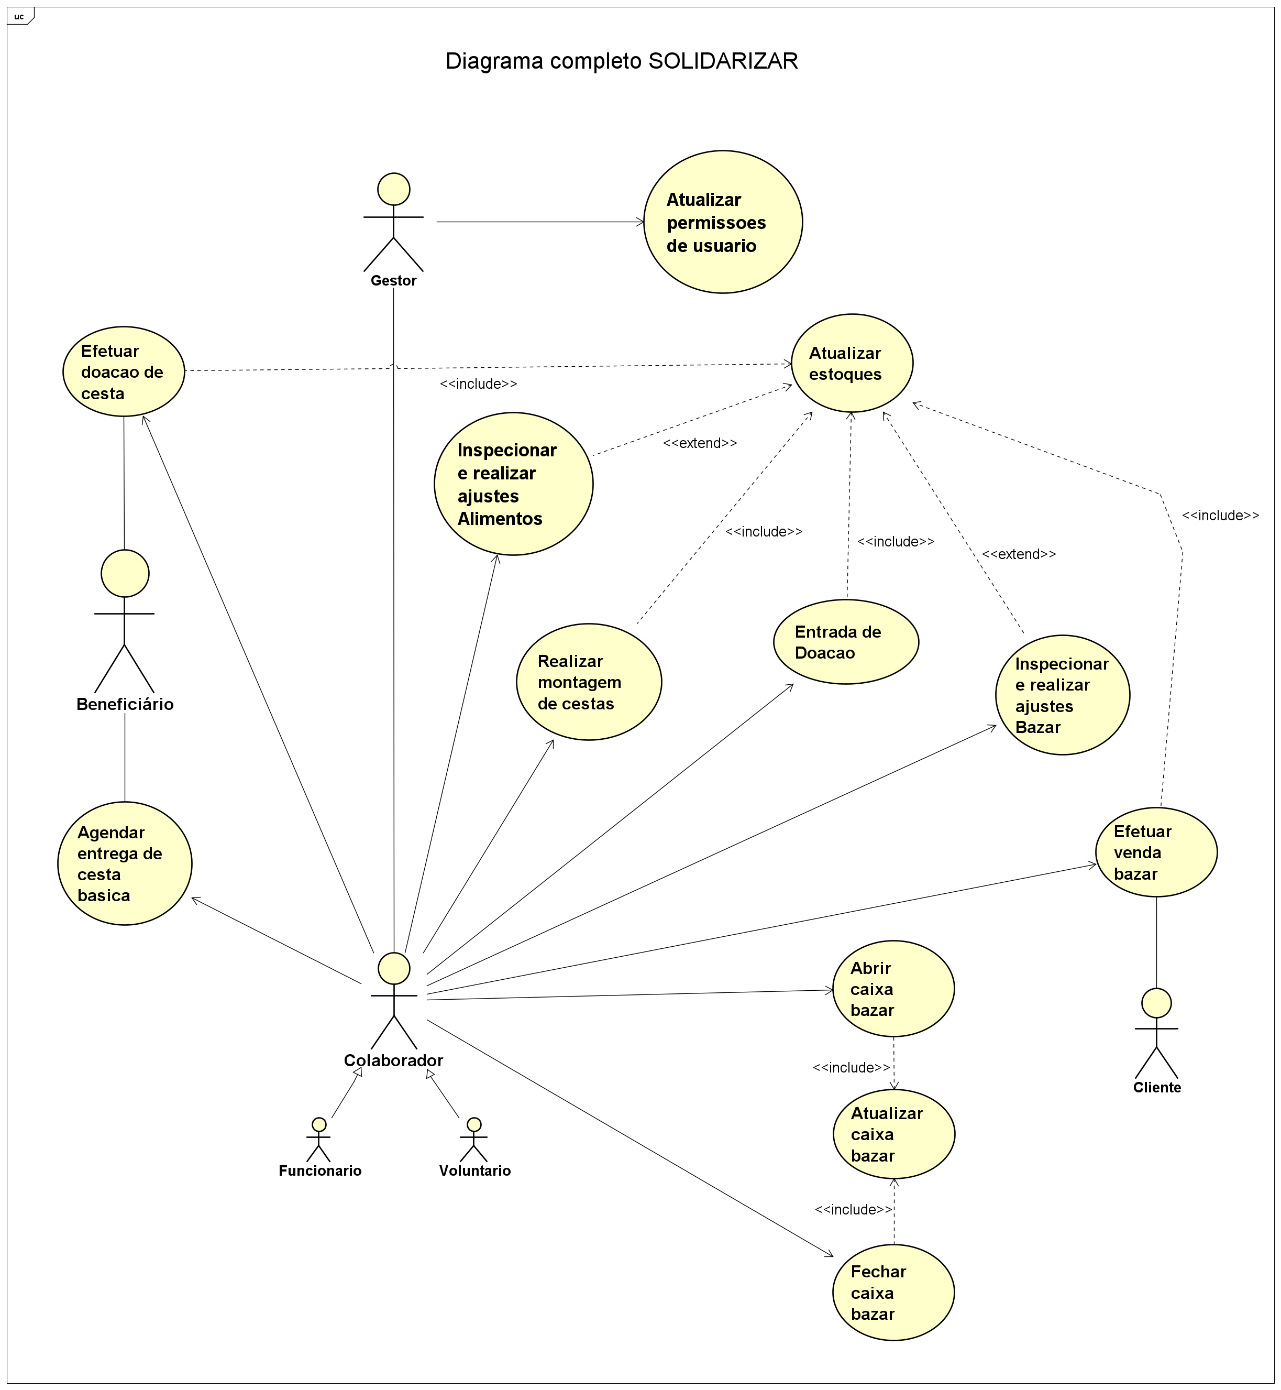 uc
Diagrama completo SOLIDARIZAR
Atualizar
permissoes
de usuario
Gestor
Efetuar
doacao de
cesta
Atualizar
estoques
<<include>>
Inspecionar
e realizar
ajustes
Alimentos
<<extend>>
<<include>>
<<include>>
<<extend>>
<<include>>
Realizar
montagem
de cestas
Entrada de
Doacao
Inspecionar
e realizar
ajustes
Bazar
Beneficiário
Agendar
entrega de
cesta
basica
Efetuar
venda
bazar
Abrir
caixa
bazar
Colaborador
<<include>>
Cliente
Atualizar
caixa
bazar
Funcionario
Voluntario
<<include>>
Fechar
caixa
bazar